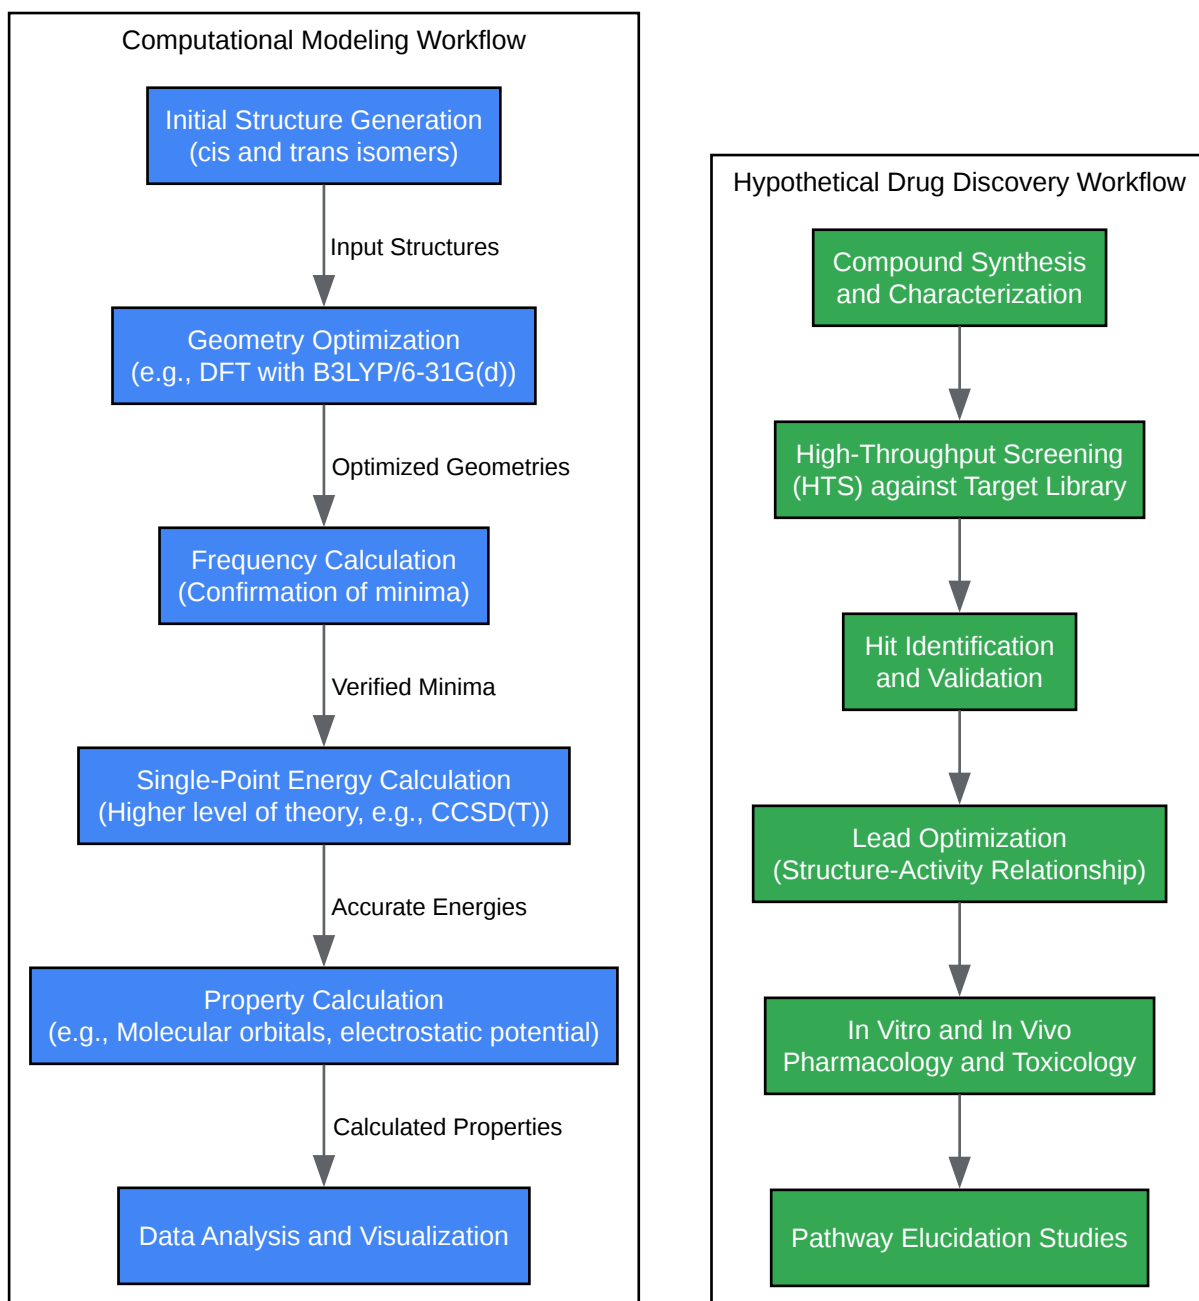 Computational Modeling Workflow
Initial Structure Generation
(cis and trans isomers)
Input Structures
Geometry Optimization
(e.g., DFT with B3LYP/6-31G(d))
Optimized Geometries
Frequency Calculation
(Confirmation of minima)
Verified Minima
Single-Point Energy Calculation
(Higher level of theory, e.g., CCSD(T))
Accurate Energies
Property Calculation
(e.g., Molecular orbitals, electrostatic potential)
Calculated Properties
Data Analysis and Visualization
Hypothetical Drug Discovery Workflow
Compound Synthesis
and Characterization
High-Throughput Screening
(HTS) against Target Library
Hit Identification
and Validation
Lead Optimization
(Structure-Activity Relationship)
In Vitro and In Vivo
Pharmacology and Toxicology
Pathway Elucidation Studies